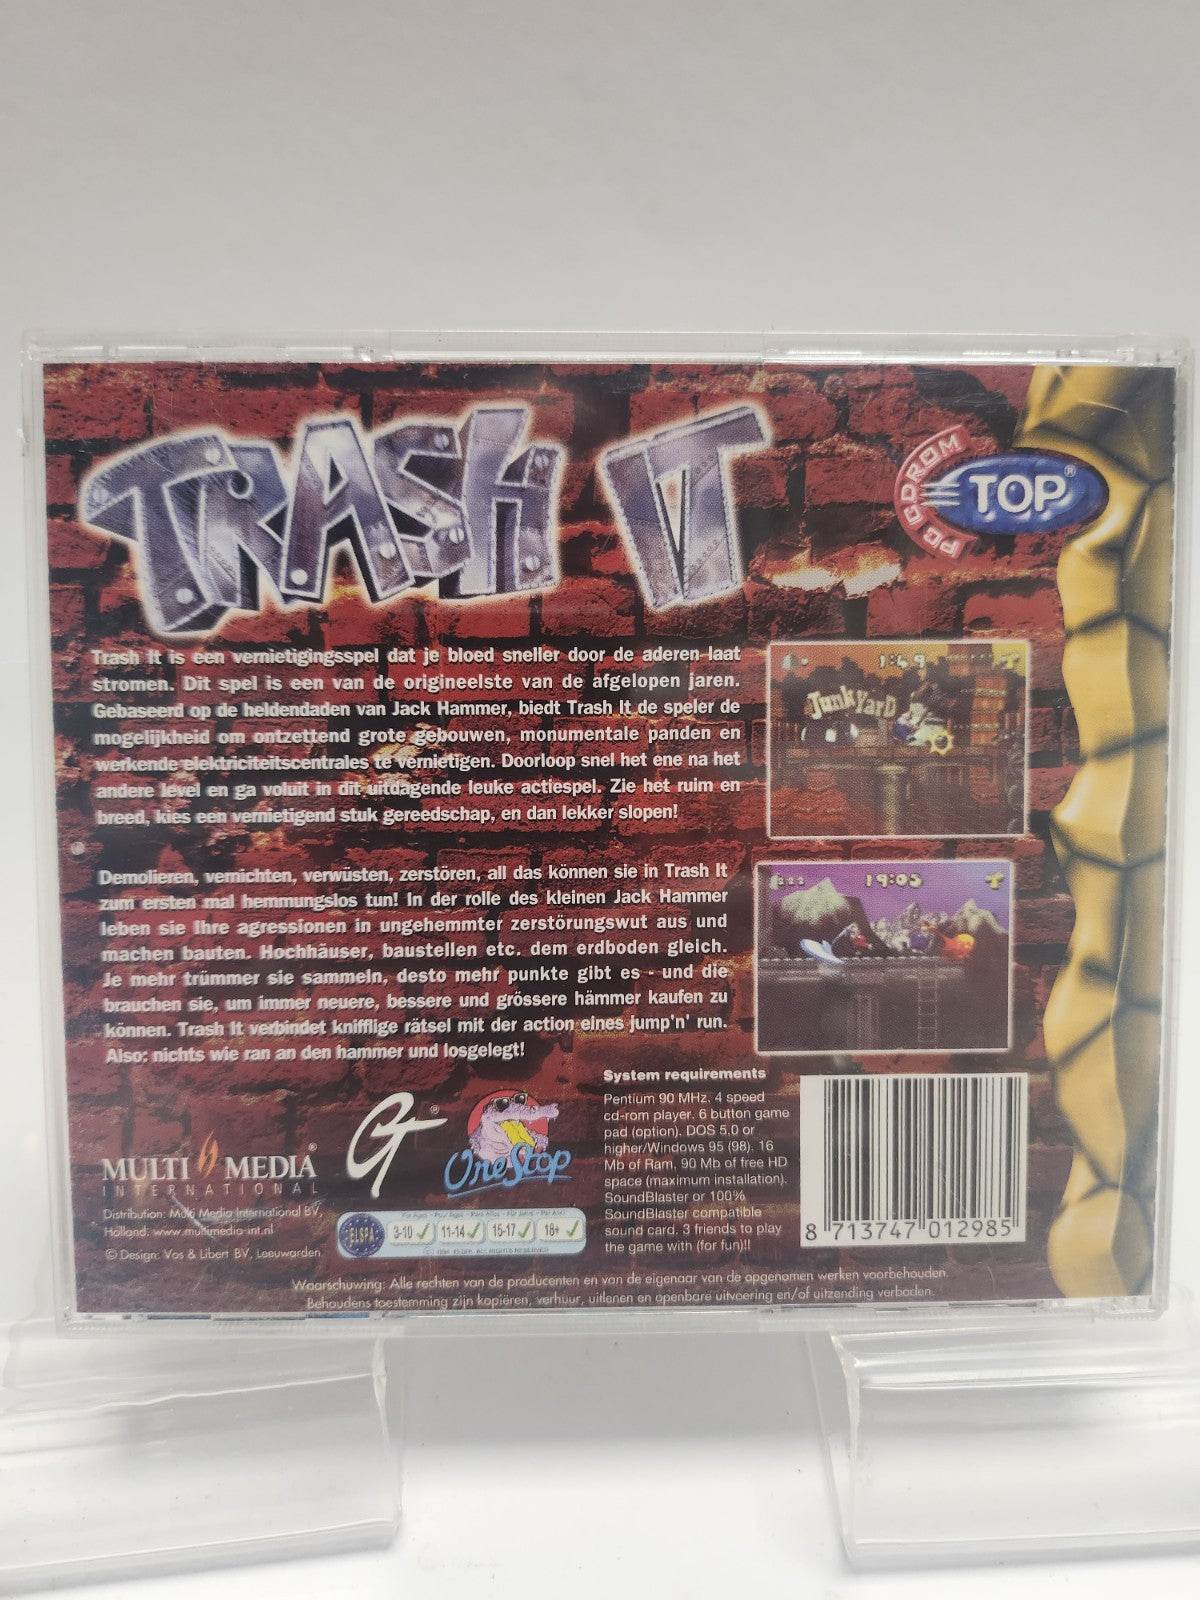 TRASH IT
PC CDROM
TOP®
Trash It is een vernietigingsspel dat je bloed sneller door de aderen laat
stromen. Dit spel is een van de origineelste van de afgelopen jaren.
Gebaseerd op de heldendaden van Jack Hammer, biedt Trash It de speler de
mogelijkheid om ontzettend grote gebouwen, monumentale panden en
werkende elektriciteitscentrales te vernietigen. Doorloop snel het ene na het
andere level en ga voluit in dit uitdagende leuke actiespel. Zie het ruim en
breed, kies een vernietigend stuk gereedschap, en dan lekker slopen!
1:49
JunkYarD
Demolieren, vernichten, verwüsten, zerstören, all das können sie in Trash It
zum ersten mal hemmungslos tun! In der rolle des kleinen Jack Hammer
leben sie Ihre agressionen in ungehemmter zerstörungswut aus und
machen bauten. Hochhäuser, baustellen etc. dem erdboden gleich.
Je mehr trümmer sie sammeln, desto mehr punkte gibt es - und die
brauchen sie, um immer neuere, bessere und grössere hämmer kaufen zu
können. Trash It verbindet knifflige rätsel mit der action eines jump'n' run.
Also: nichts wie ran an den hammer und losgelegt!
19:05
MULTI MEDIA®
INTERNATIONAL
Distribution: Multi Media International BV,
Holland. www.multimedia-int.nl
© Design: Vos & Libert BV, Leeuwarden
GT®
OneStop
ELSPA
3-10
11-14
15-17
18+
System requirements
Pentium 90 MHz. 4 speed
cd-rom player. 6 button game
pad (option). DOS 5.0 or
higher/Windows 95 (98). 16
Mb of Ram, 90 Mb of free HD
space (maximum installation).
SoundBlaster or 100%
SoundBlaster compatible
sound card. 3 friends to play
the game with (for fun)!!
8 713747 012985
Waarschuwing: Alle rechten van de producenten en van de eigenaar van de opgenomen werken voorbehouden.
Behoudens toestemming zijn kopiëren, verhuur, uitlenen en openbare uitvoering en/of uitzending verboden.